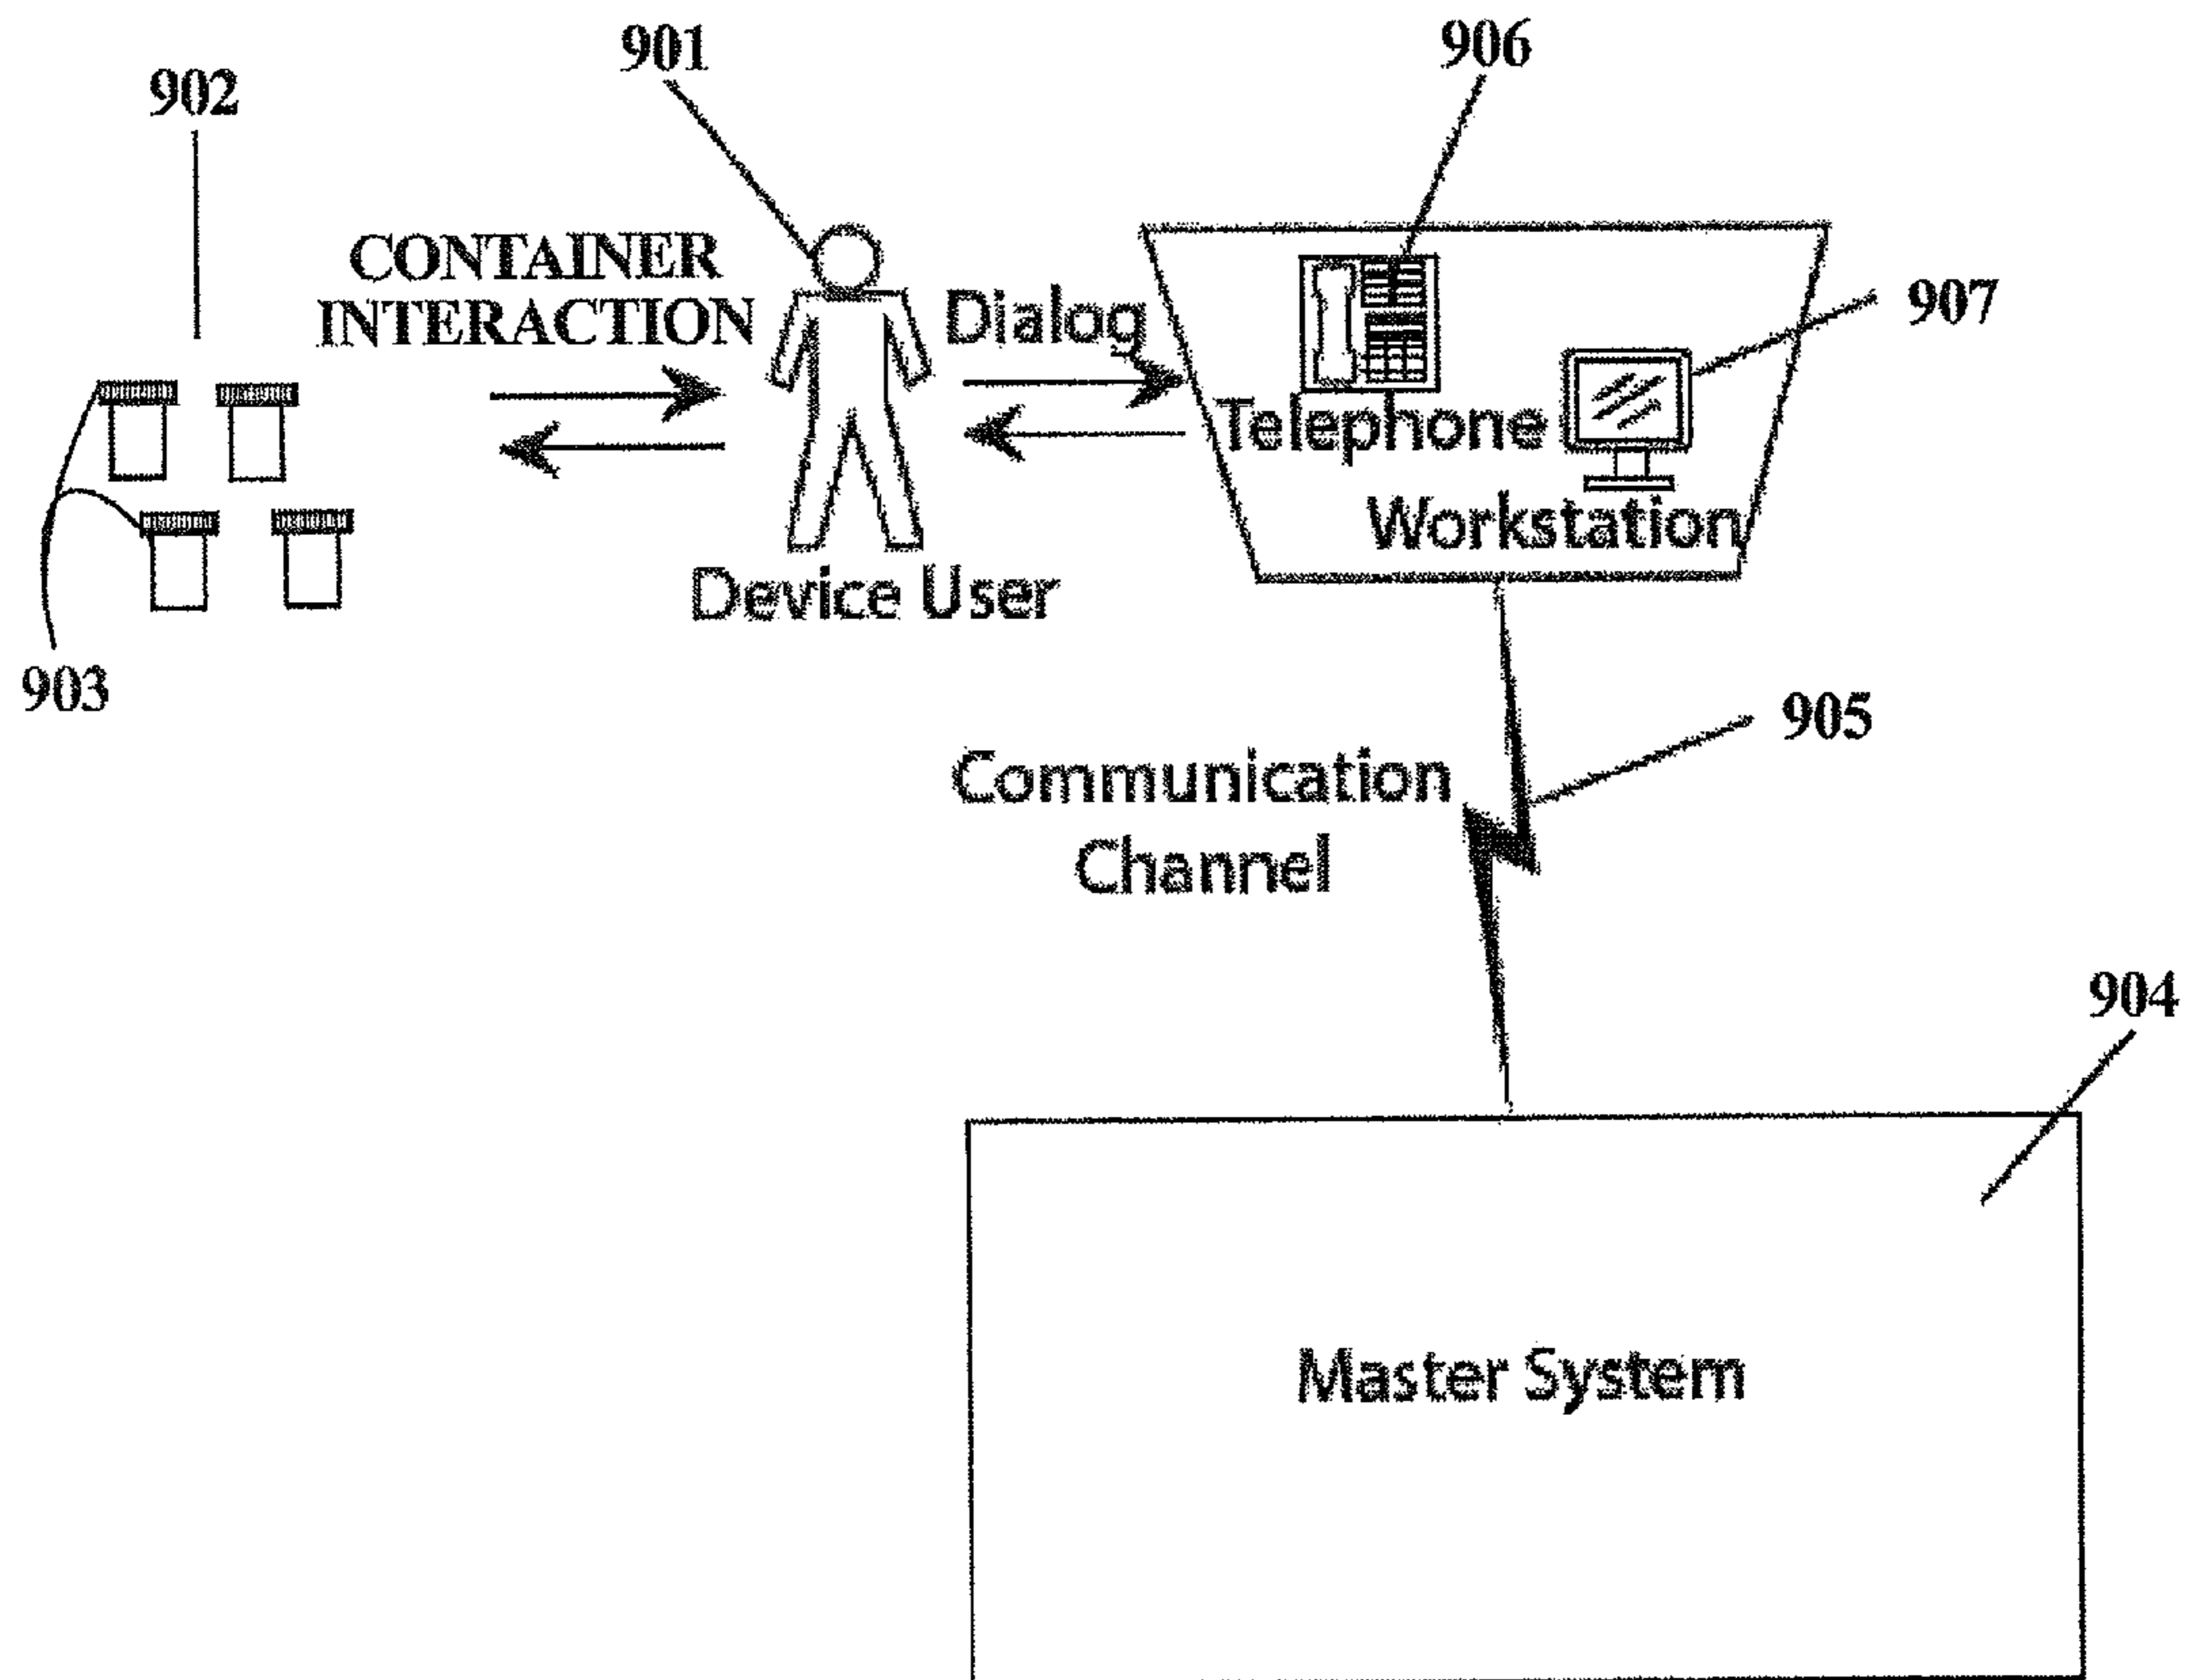 901
906
902
CONTAINER
INTERACTION
Dialog
907
Telephone
Workstation
Device User
903
905
Communication
Channel
904
Master System